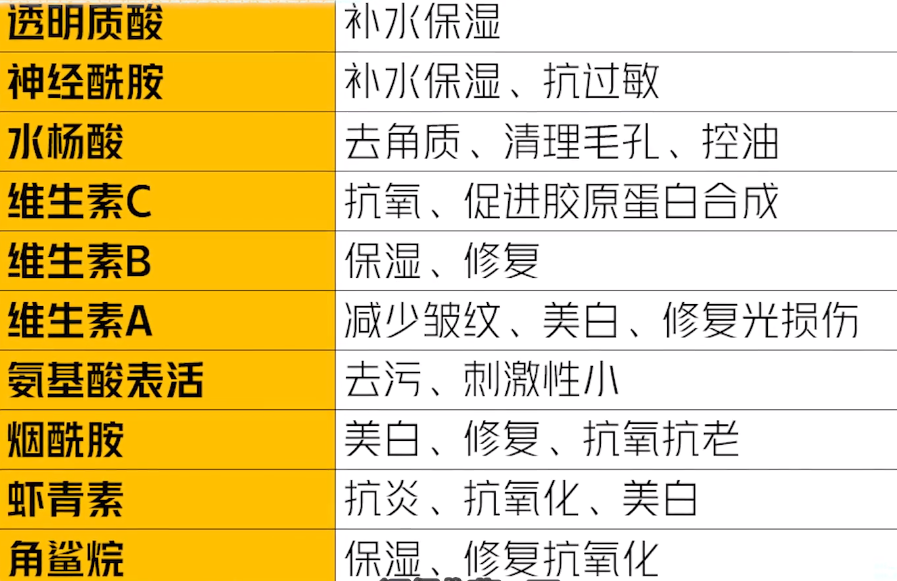 透明质酸 补水保湿
神经酰胺 补水保湿、抗过敏
水杨酸 去角质、清理毛孔、控油
维生素C 抗氧、促进胶原蛋白合成
维生素B 保湿、修复
维生素A 减少皱纹、美白、修复光损伤
氨基酸表活 去污、刺激性小
烟酰胺 美白、修复、抗氧抗老
虾青素 抗炎、抗氧化、美白
角鲨烷 保湿、修复抗氧化